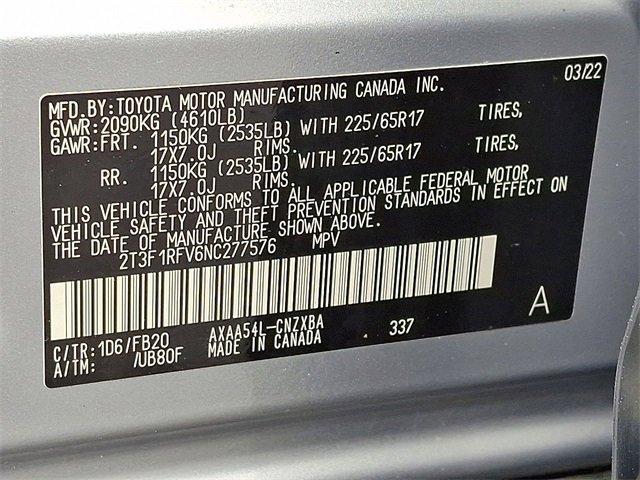 MFD.BY:TOYOTA MOTOR MANUFACTURING CANADA INC. 03/22
GVWR:2090KG (4610LB)
GAWR:FRT. 1150KG (2535LB) WITH 225/65R17 TIRES,
17X7.0J RIMS.
RR. 1150KG (2535LB) WITH 225/65R17 TIRES,
17X7.0J RIMS.
THIS VEHICLE CONFORMS TO ALL APPLICABLE FEDERAL MOTOR
VEHICLE SAFETY AND THEFT PREVENTION STANDARDS IN EFFECT ON
THE DATE OF MANUFACTURE SHOWN ABOVE.
2T3F1RFV6NC277576 MPV
A
C/TR:1D6/FB20 AXAA54L-CNZXBA 337
A/TM: /UB80F MADE IN CANADA